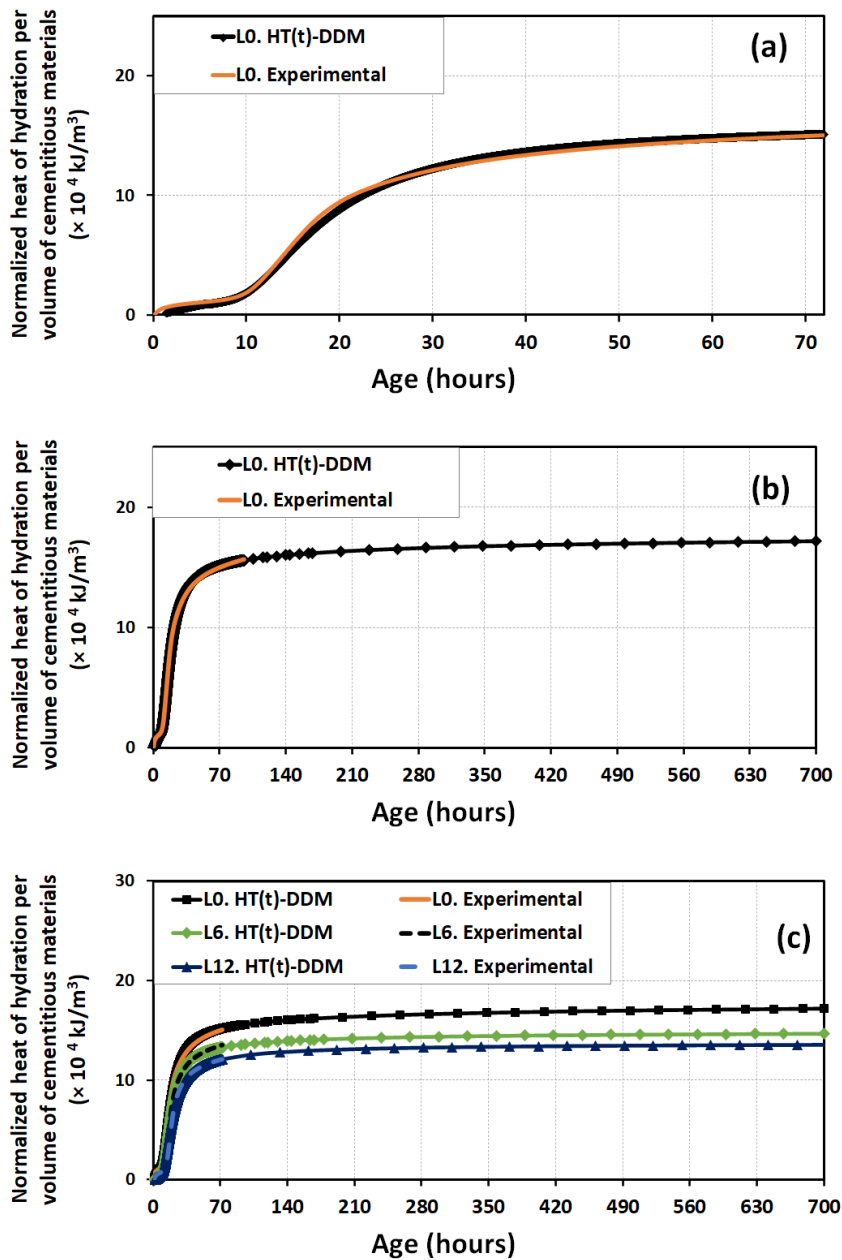 Normalized heat of hydration per
volume of cementitious materials
(× 10 ⁴ kJ/m³)
L0. HT(t)-DDM
L0. Experimental
(a)
20
10
0
0 10 20 30 40 50 60 70
Age (hours)
Normalized heat of hydration per
volume of cementitious materials
(× 10 ⁴ kJ/m³)
L0. HT(t)-DDM
L0. Experimental
(b)
20
10
0
0 70 140 210 280 350 420 490 560 630 700
Age (hours)
Normalized heat of hydration per
volume of cementitious materials
(× 10 ⁴ kJ/m³)
L0. HT(t)-DDM L0. Experimental
L6. HT(t)-DDM L6. Experimental
L12. HT(t)-DDM L12. Experimental
(c)
30
20
10
0
0 70 140 210 280 350 420 490 560 630 700
Age (hours)